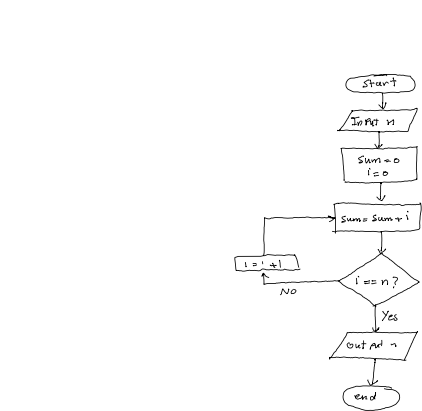 start
Input n
Sum = 0
i = 0
Sum = Sum + i
i = i + 1
i == n ?
No
Yes
output n
end